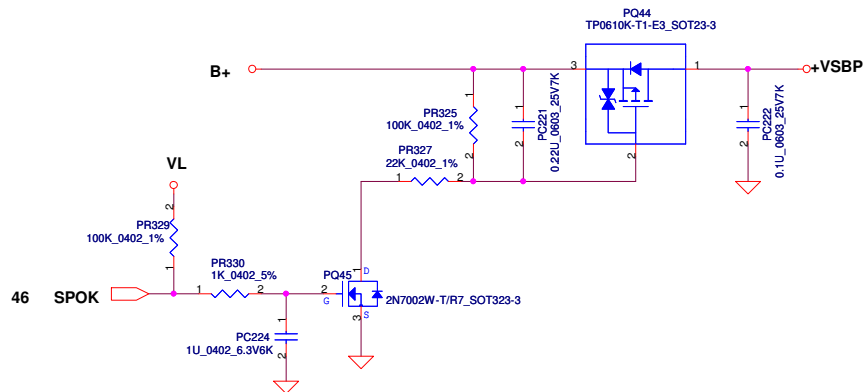 PQ44
TP0610K-T1-E3_SOT23-3
B+
3
1
+VSBP
1
PR325
100K_0402_1%
2
1
PC221
0.22U_0603_25V7K
2
1
PC222
0.1U_0603_25V7K
2
2
PR327
22K_0402_1%
1
2
VL
2
PR329
100K_0402_1%
1
PR330
1K_0402_5%
46
SPOK
1
2
PQ45
1
D
2
G
2N7002W-T/R7_SOT323-3
3
S
1
PC224
1U_0402_6.3V6K
2